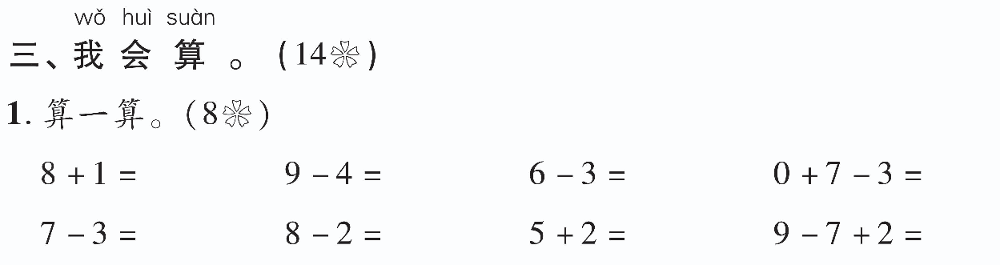 wǒ huì suàn
三、我会算。(14)
1. 算一算。(8)
8+1= 9-4= 6-3= 0+7-3=
7-3= 8-2= 5+2= 9-7+2=